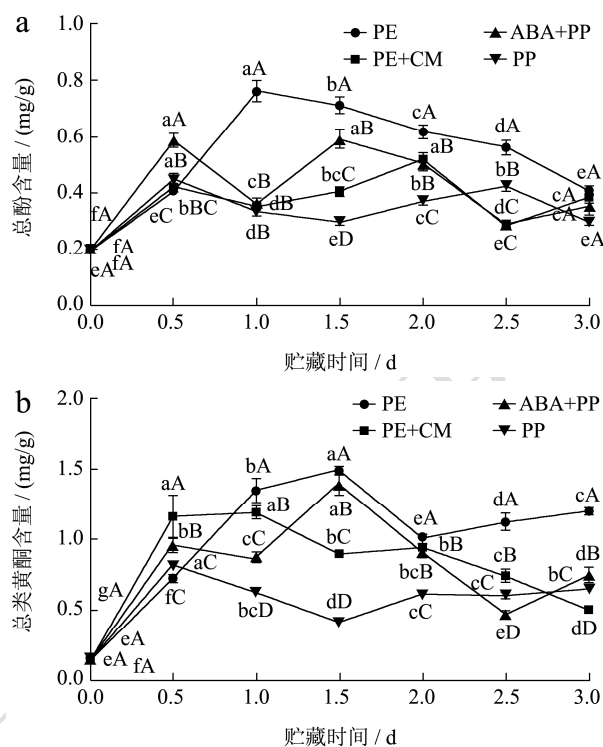 a
PE
ABA+PP
PE+CM
PP
总酚含量 / (mg/g)
1.0
0.8
0.6
0.4
0.2
0.0
aA
bA
aA
aB
cA
dA
aB
aB
cB
bcC
bB
bB
eA
fA
eC
bBC
dB
cC
dC
cA
cA
fA
fA
eA
dB
eD
eC
eA
0.0 0.5 1.0 1.5 2.0 2.5 3.0
贮藏时间 / d
b
PE
ABA+PP
PE+CM
PP
总类黄酮含量 / (mg/g)
2.0
1.5
1.0
0.5
0.0
aA
bA
aA
aB
aB
eA
dA
cA
bB
cC
bC
bB
cB
dB
aC
bcB
cC
bC
gA
fC
bcD
dD
cC
eD
dD
eA
eA
fA
0.0 0.5 1.0 1.5 2.0 2.5 3.0
贮藏时间 / d